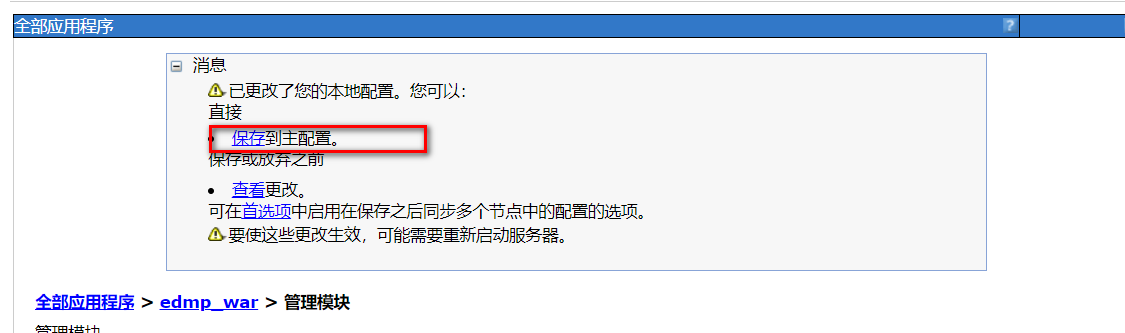 全部应用程序 ?
消息
已更改了您的本地配置。您可以：
直接
保存到主配置。
保存或放弃之前
查看更改。
可在首选项中启用在保存之后同步多个节点中的配置的选项。
要使这些更改生效，可能需要重新启动服务器。
全部应用程序 > edmp_war > 管理模块
管理模块